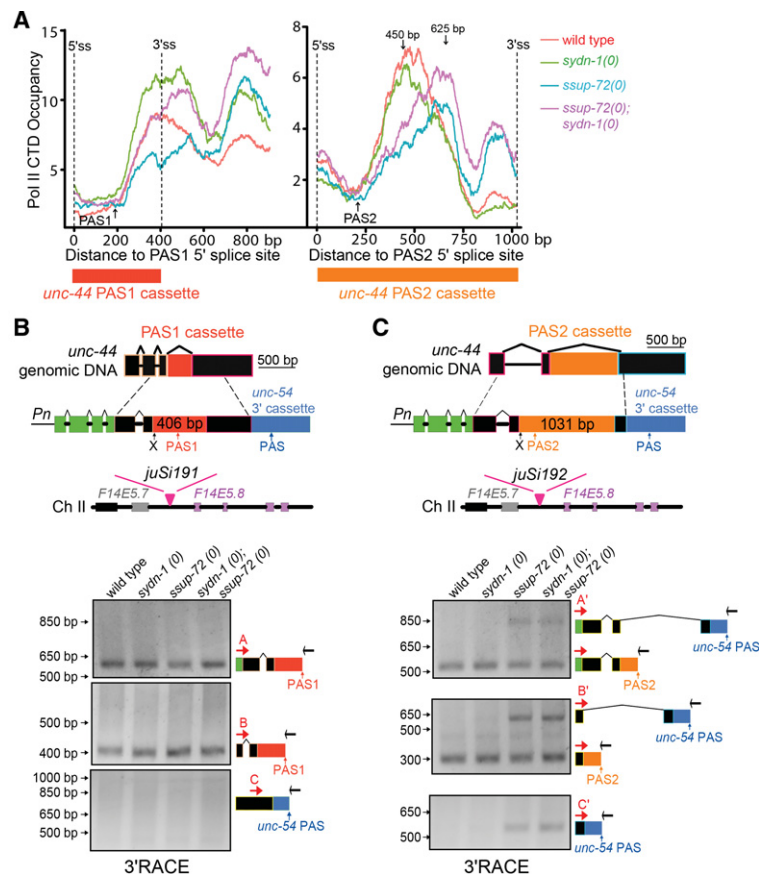 A
5'ss
3'ss
5'ss
450 bp
625 bp
3'ss
wild type
sydn-1(0)
ssup-72(0)
ssup-72(0);
sydn-1(0)
Pol II CTD Occupancy
15
10
5
8
6
4
2
PAS1
PAS2
0 200 400 600 800 bp
0 250 500 750 1000 bp
Distance to PAS1 5' splice site
Distance to PAS2 5' splice site
unc-44 PAS1 cassette
unc-44 PAS2 cassette
B
PAS1 cassette
unc-44
genomic DNA
500 bp
unc-54
3' cassette
Pn
406 bp
X
PAS1
PAS
juSi191
F14E5.7
F14E5.8
Ch II
wild type
sydn-1 (0)
ssup-72 (0)
sydn-1 (0);
ssup-72 (0)
850 bp
650 bp
500 bp
A
PAS1
500 bp
400 bp
B
PAS1
1000 bp
850 bp
650 bp
500 bp
C
unc-54 PAS
3'RACE
C
PAS2 cassette
unc-44
genomic DNA
500 bp
unc-54
3' cassette
Pn
1031 bp
X
PAS2
PAS
juSi192
F14E5.7
F14E5.8
Ch II
wild type
sydn-1 (0)
ssup-72 (0)
sydn-1 (0);
ssup-72 (0)
850
650
500
A'
unc-54
PAS
PAS2
650
500
300
B'
unc-54
PAS
PAS2
650
500
C'
unc-54 PAS
3'RACE